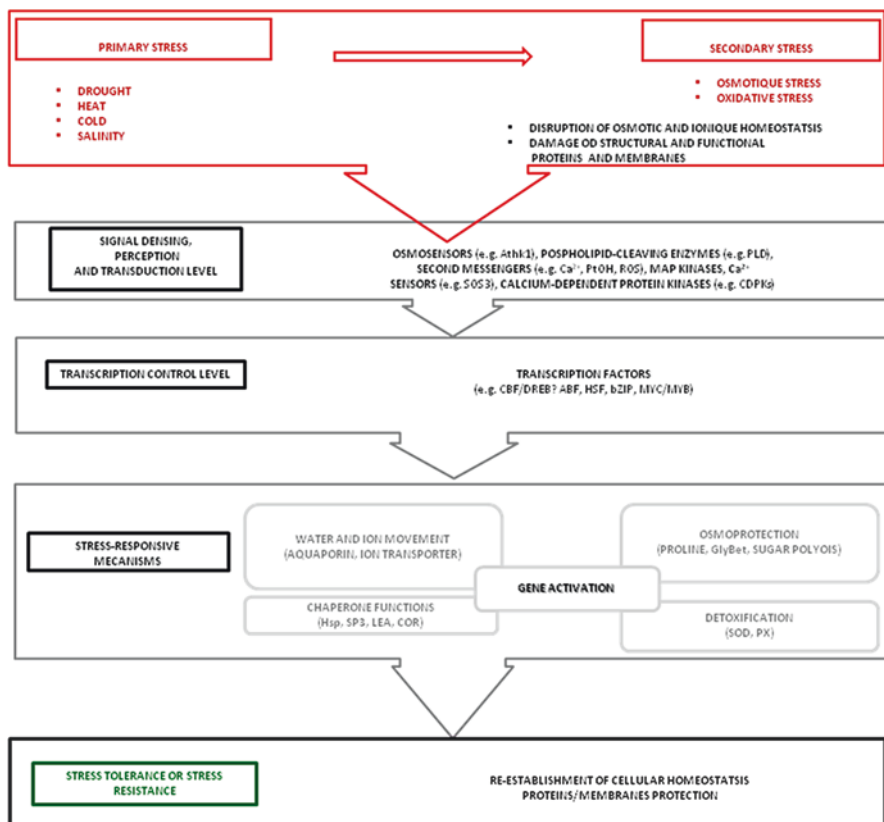 PRIMARY STRESS
SECONDARY STRESS
▪ DROUGHT
▪ HEAT
▪ COLD
▪ SALINITY
▪ OSMOTIQUE STRESS
▪ OXIDATIVE STRESS
▪ DISRUPTION OF OSMOTIC AND IONIQUE HOMEOSTATSIS
▪ DAMAGE OD STRUCTURAL AND FUNCTIONAL
PROTEINS AND MEMBRANES
SIGNAL DENSING,
PERCEPTION
AND TRANSDUCTION LEVEL
OSMOSENSORS (e.g. Athk1), POSPHOLIPID-CLEAVING ENZYMES (e.g. PLD),
SECOND MESSENGERS (e.g. Ca²⁺, PtOH, ROS), MAP KINASES, Ca²⁺
SENSORS (e.g. SOS3), CALCIUM-DEPENDENT PROTEIN KINASES (e.g. CDPKs)
TRANSCRIPTION CONTROL LEVEL
TRANSCRIPTION FACTORS
(e.g. CBF/DREB? ABF, HSF, bZIP, MYC/MYB)
STRESS-RESPONSIVE
MECANISMS
WATER AND ION MOVEMENT
(AQUAPORIN, ION TRANSPORTER)
OSMOPROTECTION
(PROLINE, GlyBet, SUGAR POLYOIS)
GENE ACTIVATION
CHAPERONE FUNCTIONS
(Hsp, SP3, LEA, COR)
DETOXIFICATION
(SOD, PX)
STRESS TOLERANCE OR STRESS
RESISTANCE
RE-ESTABLISHMENT OF CELLULAR HOMEOSTATSIS
PROTEINS/MEMBRANES PROTECTION